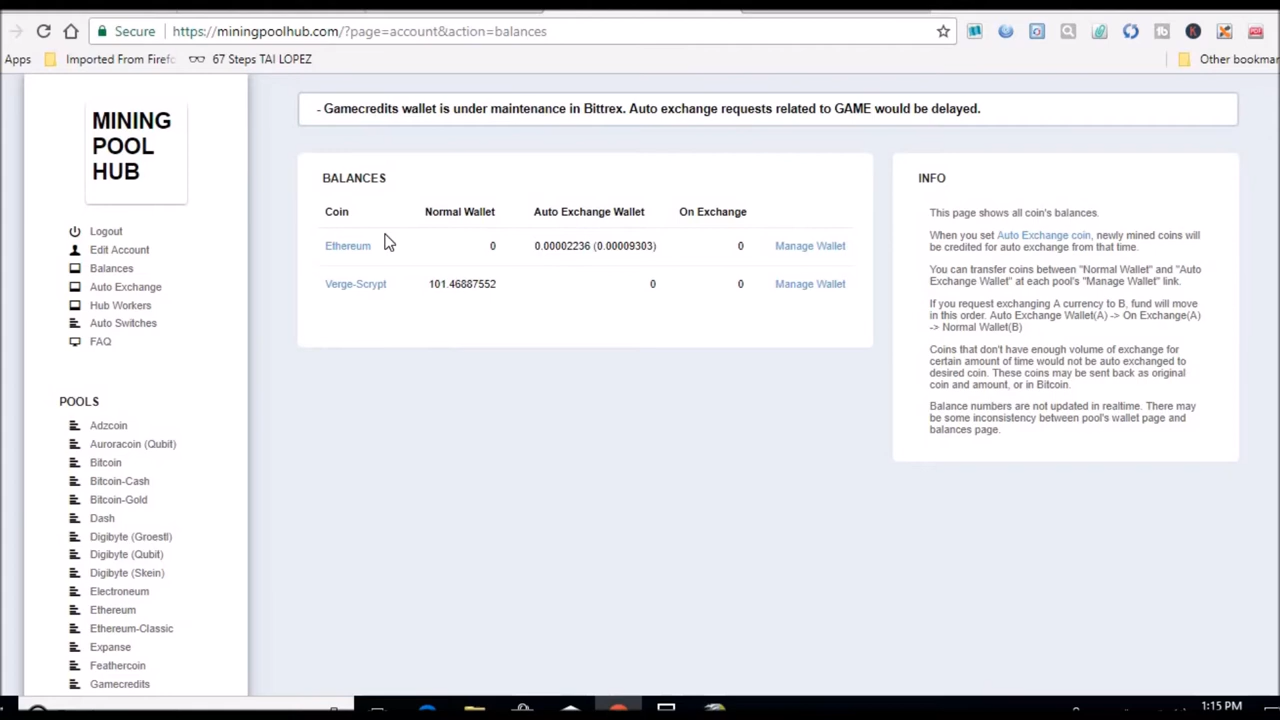 Secure https://miningpoolhub.com/?page=account&action=balances
Apps Imported From Firefo 67 Steps TAI LOPEZ Other bookmar
MINING
POOL
HUB
Logout
Edit Account
Balances
Auto Exchange
Hub Workers
Auto Switches
FAQ
POOLS
Adzcoin
Auroracoin (Qubit)
Bitcoin
Bitcoin-Cash
Bitcoin-Gold
Dash
Digibyte (Groestl)
Digibyte (Qubit)
Digibyte (Skein)
Electroneum
Ethereum
Ethereum-Classic
Expanse
Feathercoin
Gamecredits
- Gamecredits wallet is under maintenance in Bittrex. Auto exchange requests related to GAME would be delayed.
BALANCES
Coin Normal Wallet Auto Exchange Wallet On Exchange
Ethereum 0 0.00002236 (0.00009303) 0 Manage Wallet
Verge-Scrypt 101.46887552 0 0 Manage Wallet
INFO
This page shows all coin's balances.
When you set Auto Exchange coin, newly mined coins will
be credited for auto exchange from that time.
You can transfer coins between "Normal Wallet" and "Auto
Exchange Wallet" at each pool's "Manage Wallet" link.
If you request exchanging A currency to B, fund will move
in this order. Auto Exchange Wallet(A) -> On Exchange(A)
-> Normal Wallet(B)
Coins that don't have enough volume of exchange for
certain amount of time would not be auto exchanged to
desired coin. These coins may be sent back as original
coin and amount, or in Bitcoin.
Balance numbers are not updated in realtime. There may
be some inconsistency between pool's wallet page and
balances page.
1:15 PM